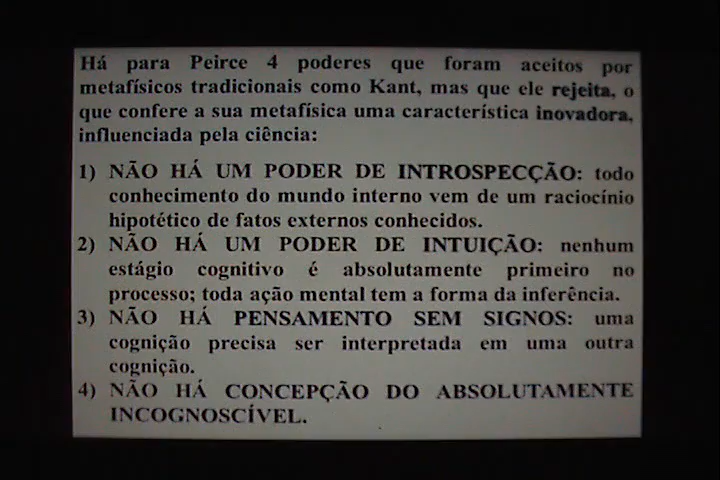 Há para Peirce 4 poderes que foram aceitos por
metafísicos tradicionais como Kant, mas que ele rejeita, o
que confere a sua metafísica uma característica inovadora,
influenciada pela ciência:
1) NÃO HÁ UM PODER DE INTROSPECÇÃO: todo
conhecimento do mundo interno vem de um raciocínio
hipotético de fatos externos conhecidos.
2) NÃO HÁ UM PODER DE INTUIÇÃO: nenhum
estágio cognitivo é absolutamente primeiro no
processo; toda ação mental tem a forma da inferência.
3) NÃO HÁ PENSAMENTO SEM SIGNOS: uma
cognição precisa ser interpretada em uma outra
cognição.
4) NÃO HÁ CONCEPÇÃO DO ABSOLUTAMENTE
INCOGNOSCÍVEL.